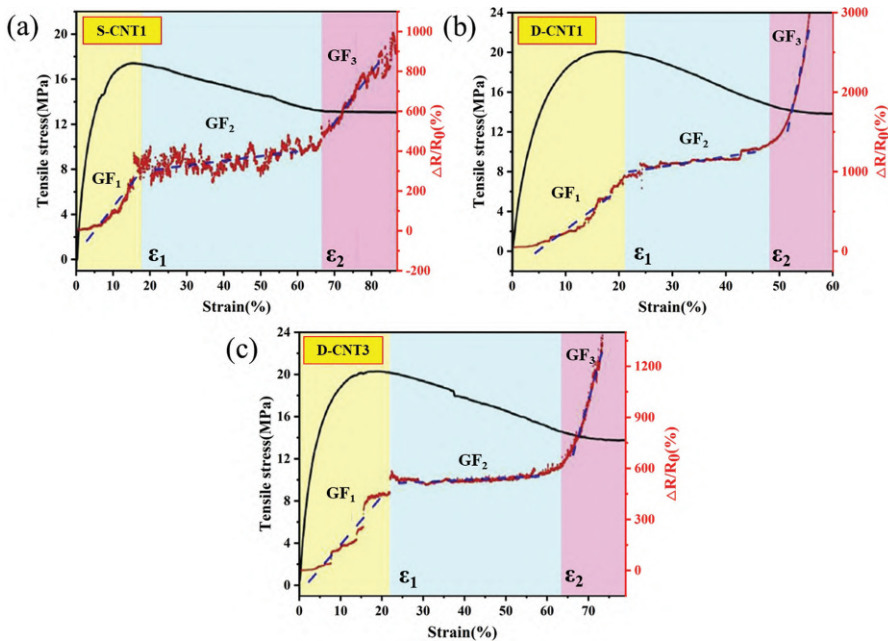 (a)
S-CNT1
Tensile stress(MPa)
20
16
12
8
4
0
GF1
GF2
GF3
ε1
ε2
1000
800
600
400
200
0
-200
△R/R0(%)
0 10 20 30 40 50 60 70 80
Strain(%)
(b)
D-CNT1
Tensile stress(MPa)
24
20
16
12
8
4
0
GF1
GF2
GF3
ε1
ε2
3000
2000
1000
0
△R/R0(%)
0 10 20 30 40 50 60
Strain(%)
(c)
D-CNT3
Tensile stress(MPa)
24
20
16
12
8
4
0
GF1
GF2
GF3
ε1
ε2
1200
900
600
450
300
150
0
△R/R0(%)
0 10 20 30 40 50 60 70
Strain(%)